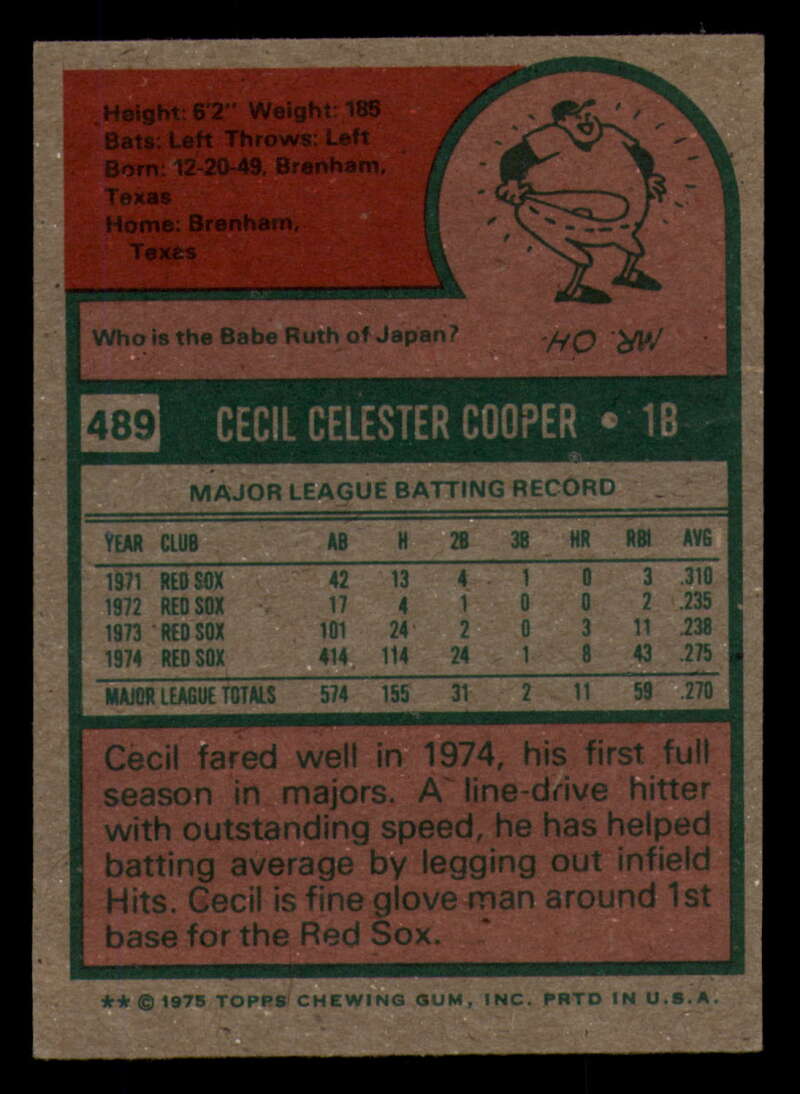 Height: 6'2" Weight: 185
Bats: Left Throws: Left
Born: 12-20-49, Brenham,
Texas
Home: Brenham,
Texes
Who is the Babe Ruth of Japan?
MR. OH.
489 CECIL CELESTER COOPER • 1B
MAJOR LEAGUE BATTING RECORD
YEAR CLUB AB H 2B 3B HR RBI AVG
1971 RED SOX 42 13 4 1 0 3 .310
1972 RED SOX 17 4 1 0 0 2 .235
1973 RED SOX 101 24 2 0 3 11 .238
1974 RED SOX 414 114 24 1 8 43 .275
MAJOR LEAGUE TOTALS 574 155 31 2 11 59 .270
Cecil fared well in 1974, his first full
season in majors. A line-drive hitter
with outstanding speed, he has helped
batting average by legging out infield
Hits. Cecil is fine glove man around 1st
base for the Red Sox.
** © 1975 TOPPS CHEWING GUM, INC. PRTD IN U.S.A.